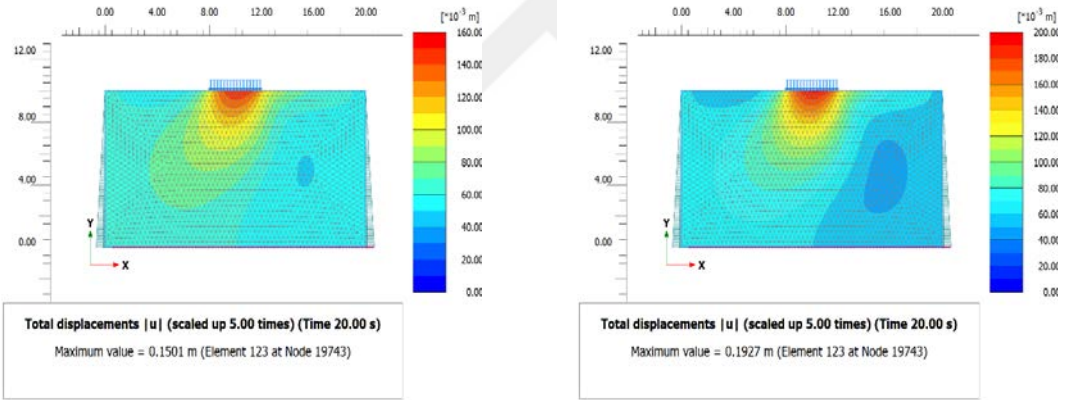 0.00 4.00 8.00 12.00 16.00 20.00
[*10⁻³ m]
160.00
140.00
120.00
100.00
80.00
60.00
40.00
20.00
0.00
12.00
8.00
4.00
0.00
Y
X
Total displacements |u| (scaled up 5.00 times) (Time 20.00 s)
Maximum value = 0.1501 m (Element 123 at Node 19743)
0.00 4.00 8.00 12.00 16.00 20.00
[*10⁻³ m]
200.00
180.00
160.00
140.00
120.00
100.00
80.00
60.00
40.00
20.00
0.00
12.00
8.00
4.00
0.00
Y
X
Total displacements |u| (scaled up 5.00 times) (Time 20.00 s)
Maximum value = 0.1927 m (Element 123 at Node 19743)